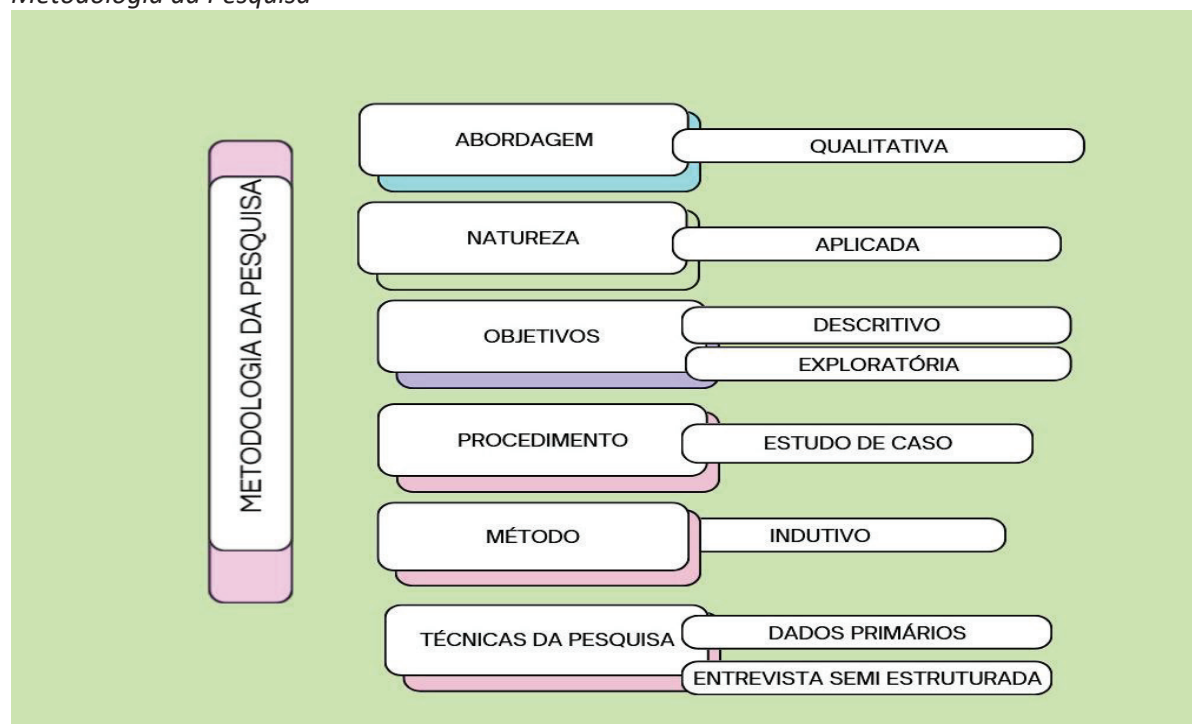 Metodologia da Pesquisa
METODOLOGIA DA PESQUISA
ABORDAGEM
QUALITATIVA
NATUREZA
APLICADA
OBJETIVOS
DESCRITIVO
EXPLORATÓRIA
PROCEDIMENTO
ESTUDO DE CASO
MÉTODO
INDUTIVO
TÉCNICAS DA PESQUISA
DADOS PRIMÁRIOS
ENTREVISTA SEMI ESTRUTURADA